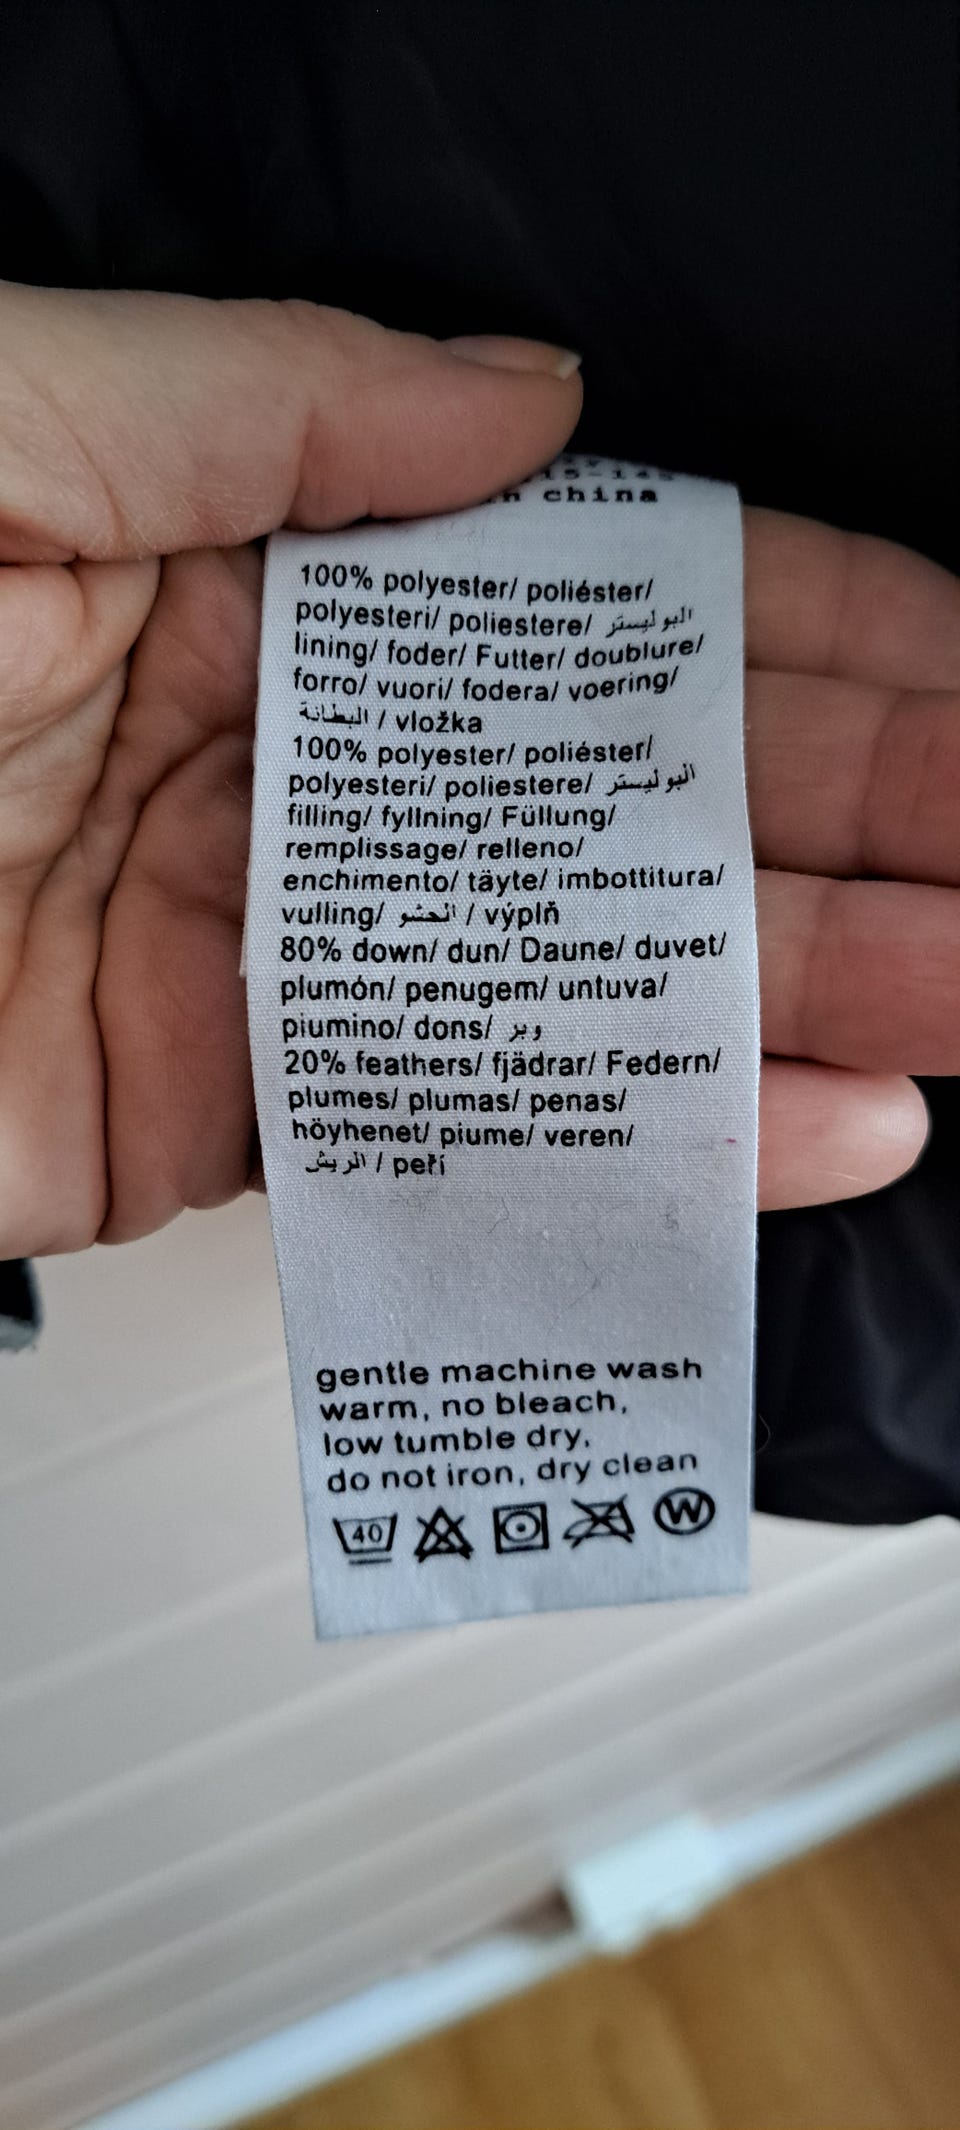 china
100% polyester/ poliéster/
polyesteri/ poliestere/ البوليستر
lining/ foder/ Futter/ doublure/
forro/ vuori/ fodera/ voering/
البطانة / vložka
100% polyester/ poliéster/
polyesteri/ poliestere/ البوليستر
filling/ fyllning/ Füllung/
remplissage/ relleno/
enchimento/ täyte/ imbottitura/
vulling/ الحشو / výplň
80% down/ dun/ Daune/ duvet/
plumón/ penugem/ untuva/
piumino/ dons/ وبر
20% feathers/ fjädrar/ Federn/
plumes/ plumas/ penas/
höyhenet/ piume/ veren/
الريش / peří
gentle machine wash
warm, no bleach,
low tumble dry,
do not iron, dry clean
40 W